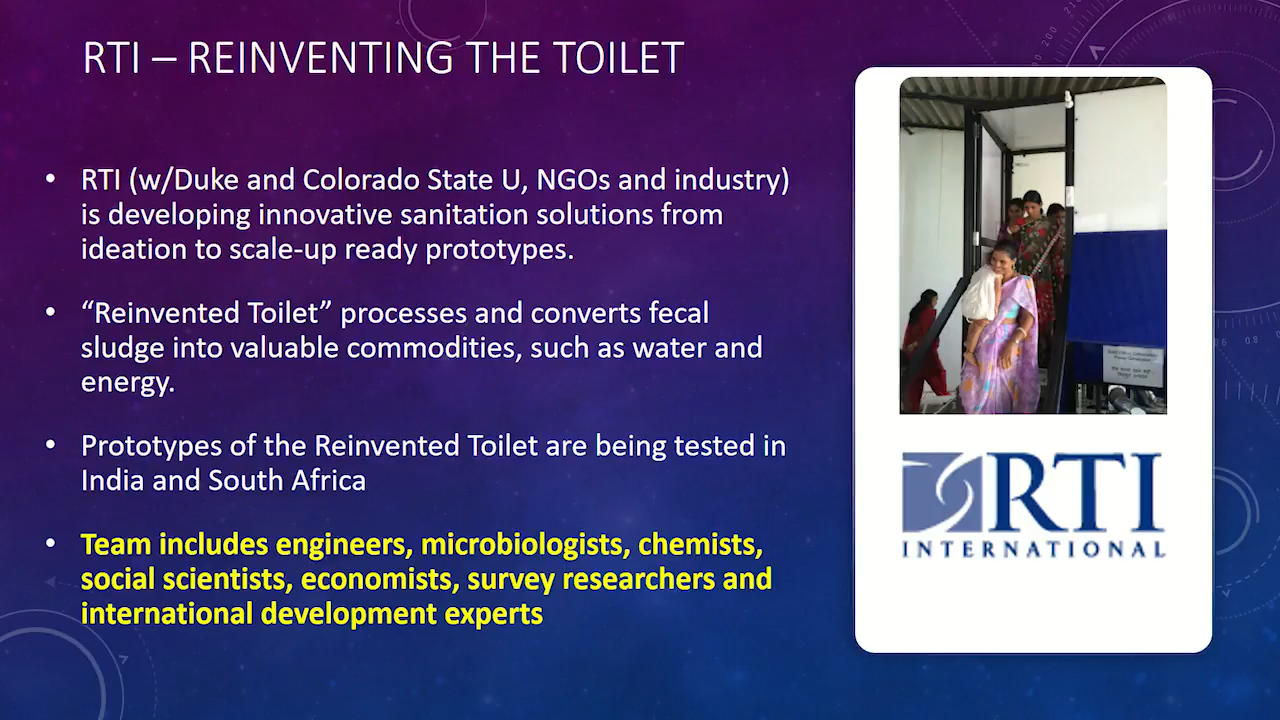 RTI – REINVENTING THE TOILET
• RTI (w/Duke and Colorado State U, NGOs and industry)
is developing innovative sanitation solutions from
ideation to scale-up ready prototypes.
• “Reinvented Toilet” processes and converts fecal
sludge into valuable commodities, such as water and
energy.
• Prototypes of the Reinvented Toilet are being tested in
India and South Africa
• Team includes engineers, microbiologists, chemists,
social scientists, economists, survey researchers and
international development experts
RTI
INTERNATIONAL
200
210